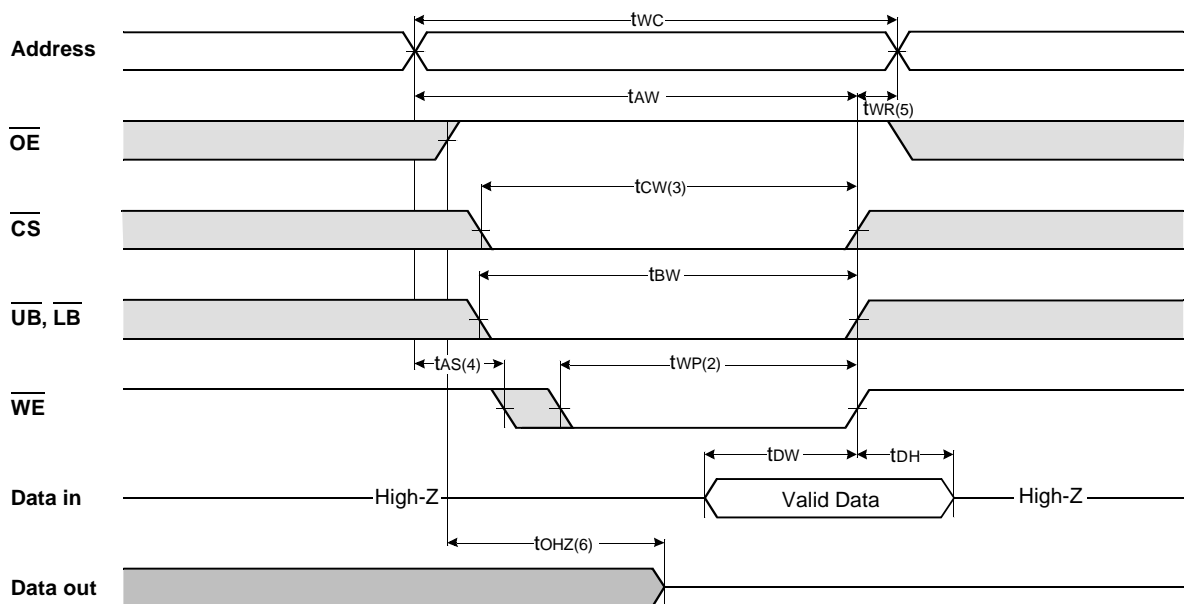 tWC
Address
tAW
tWR(5)
OE
tCW(3)
CS
tBW
UB, LB
tAS(4)
tWP(2)
WE
tDW
tDH
Data in
High-Z
Valid Data
High-Z
tOHZ(6)
Data out